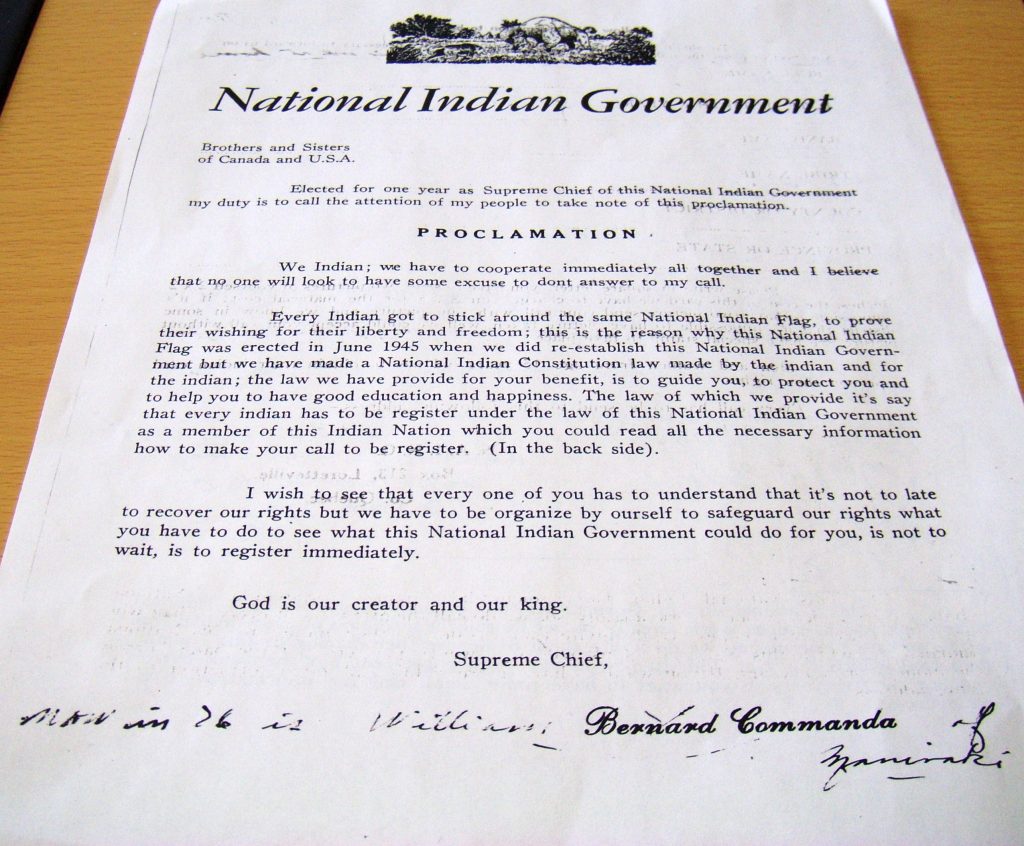 National Indian Government
Brothers and Sisters
of Canada and U.S.A.
Elected for one year as Supreme Chief of this National Indian Government
my duty is to call the attention of my people to take note of this proclamation.
PROCLAMATION
We Indian; we have to cooperate immediately all together and I believe
that no one will look to have some excuse to dont answer to my call.
Every Indian got to stick around the same National Indian Flag, to prove
their wishing for their liberty and freedom; this is the reason why this National Indian
Flag was erected in June 1945 when we did re-establish this National Indian Govern-
ment but we have made a National Indian Constitution law made by the indian and for
the indian; the law we have provide for your benefit, is to guide you, to protect you and
to help you to have good education and happiness. The law of which we provide it's say
that every indian has to be register under the law of this National Indian Government
as a member of this Indian Nation which you could read all the necessary information
how to make your call to be register. (In the back side).
I wish to see that every one of you has to understand that it's not to late
to recover our rights but we have to be organize by ourself to safeguard our rights what
you have to do to see what this National Indian Government could do for you, is not to
wait, is to register immediately.
God is our creator and our king.
Supreme Chief,
in 76 is William Bernard Commanda of
Maniwaki